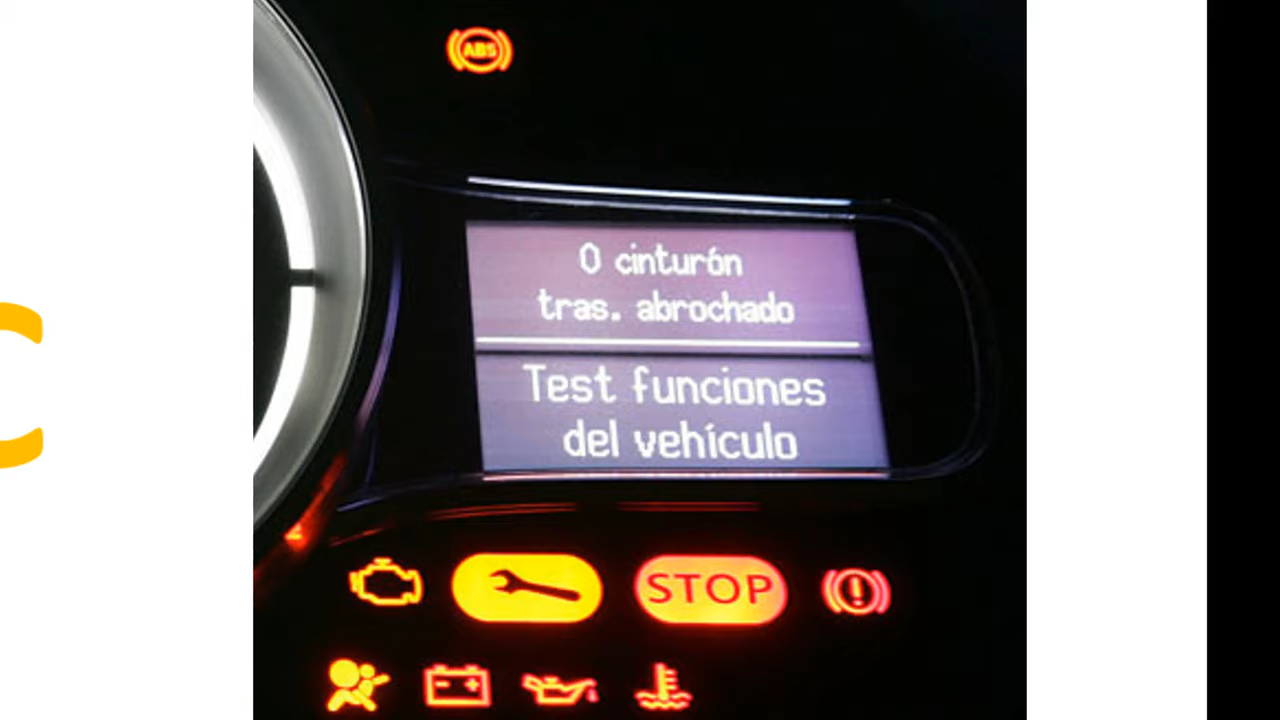 ABS
0 cinturón
tras. abrochado
Test funciones
del vehículo
STOP